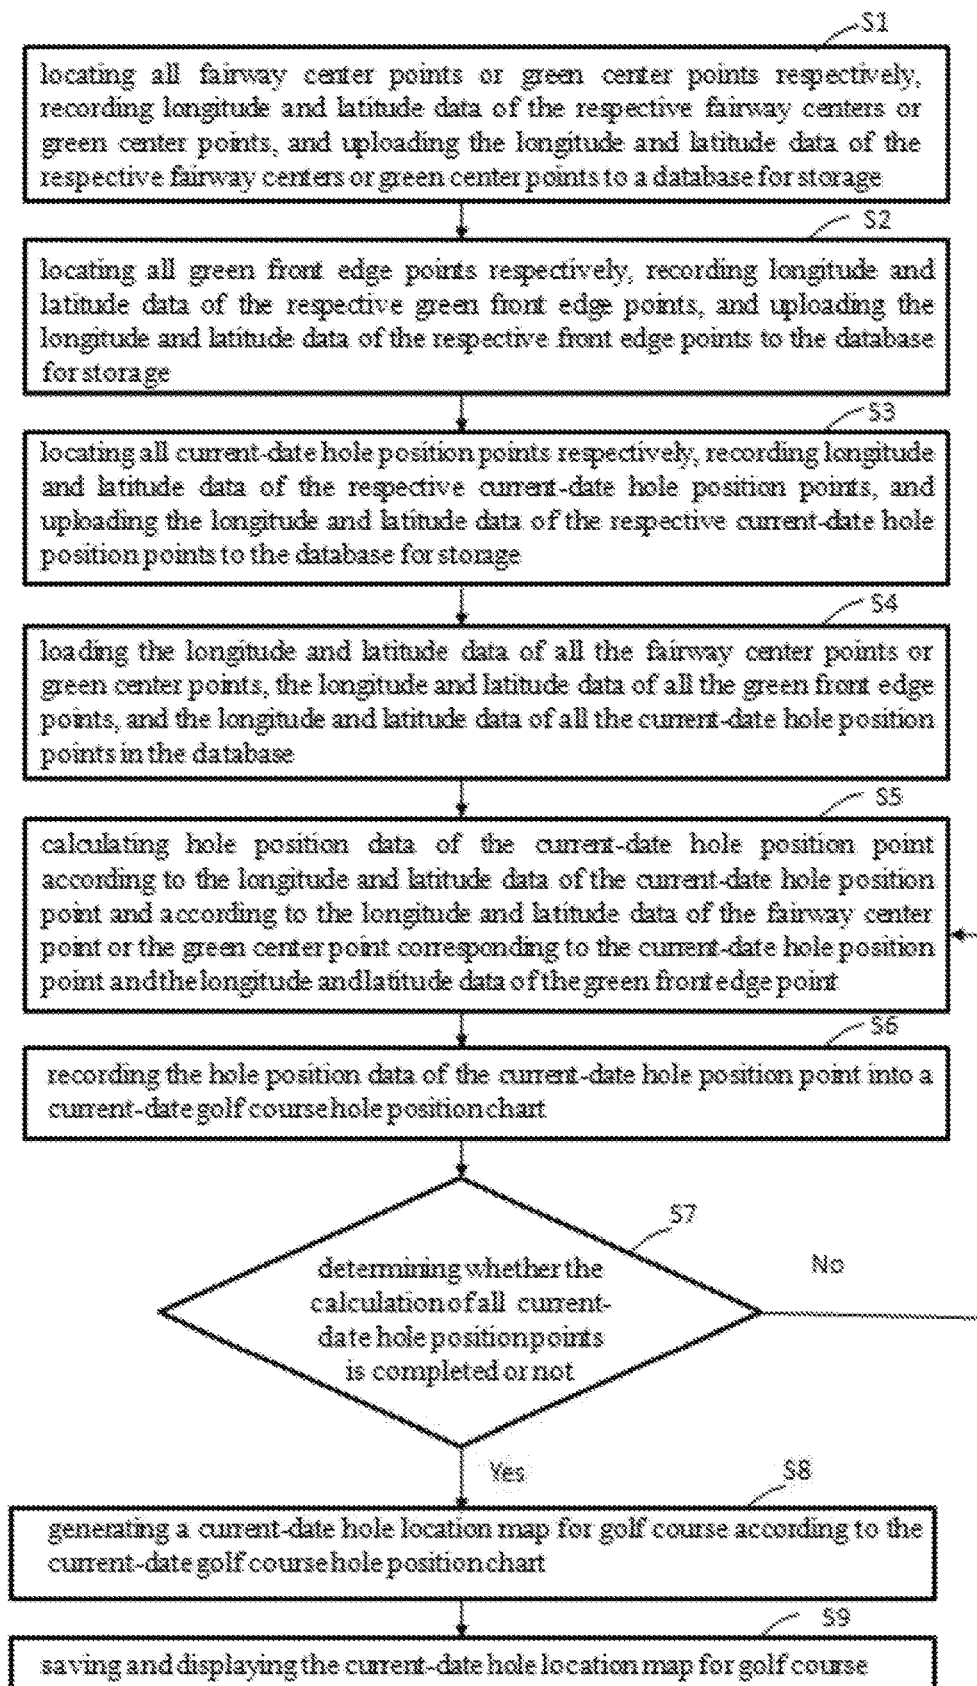 S1
locating all fairway center points or green center points respectively,
recording longitude and latitude data of the respective fairway centers or
green center points, and uploading the longitude and latitude data of the
respective fairway centers or green center points to a database for storage
S2
locating all green front edge points respectively, recording longitude and
latitude data of the respective green front edge points, and uploading the
longitude and latitude data of the respective front edge points to the database
for storage
S3
locating all current-date hole position points respectively, recording longitude
and latitude data of the respective current-date hole position points, and
uploading the longitude and latitude data of the respective current-date hole
position points to the database for storage
S4
loading the longitude and latitude data of all the fairway center points or
green center points, the longitude and latitude data of all the green front edge
points, and the longitude and latitude data of all the current-date hole position
points in the database
S5
calculating hole position data of the current-date hole position point
according to the longitude and latitude data of the current-date hole position
point and according to the longitude and latitude data of the fairway center
point or the green center point corresponding to the current-date hole position
point and the longitude and latitude data of the green front edge point
S6
recording the hole position data of the current-date hole position point into a
current-date golf course hole position chart
S7
determining whether the
calculation of all current-
date hole position points
is completed or not
No
Yes
S8
generating a current-date hole location map for golf course according to the
current-date golf course hole position chart
S9
saving and displaying the current-date hole location map for golf course